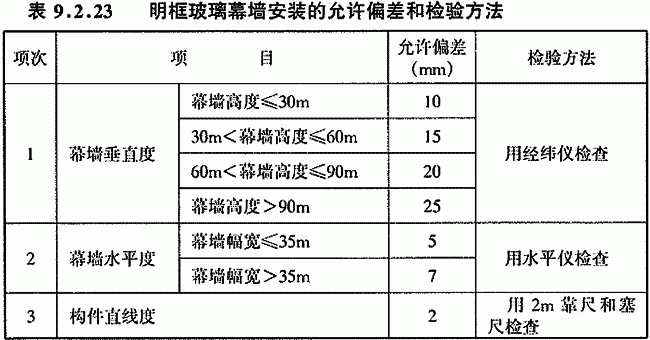 表 9.2.23 明框玻璃幕墙安装的允许偏差和检验方法
项次 项 目 允许偏差(mm) 检验方法
1 幕墙垂直度 幕墙高度≤30m 10 用经纬仪检查
30m<幕墙高度≤60m 15
60m<幕墙高度≤90m 20
幕墙高度>90m 25
2 幕墙水平度 幕墙幅宽≤35m 5 用水平仪检查
幕墙幅宽>35m 7
3 构件直线度 2 用 2m 靠尺和塞尺检查